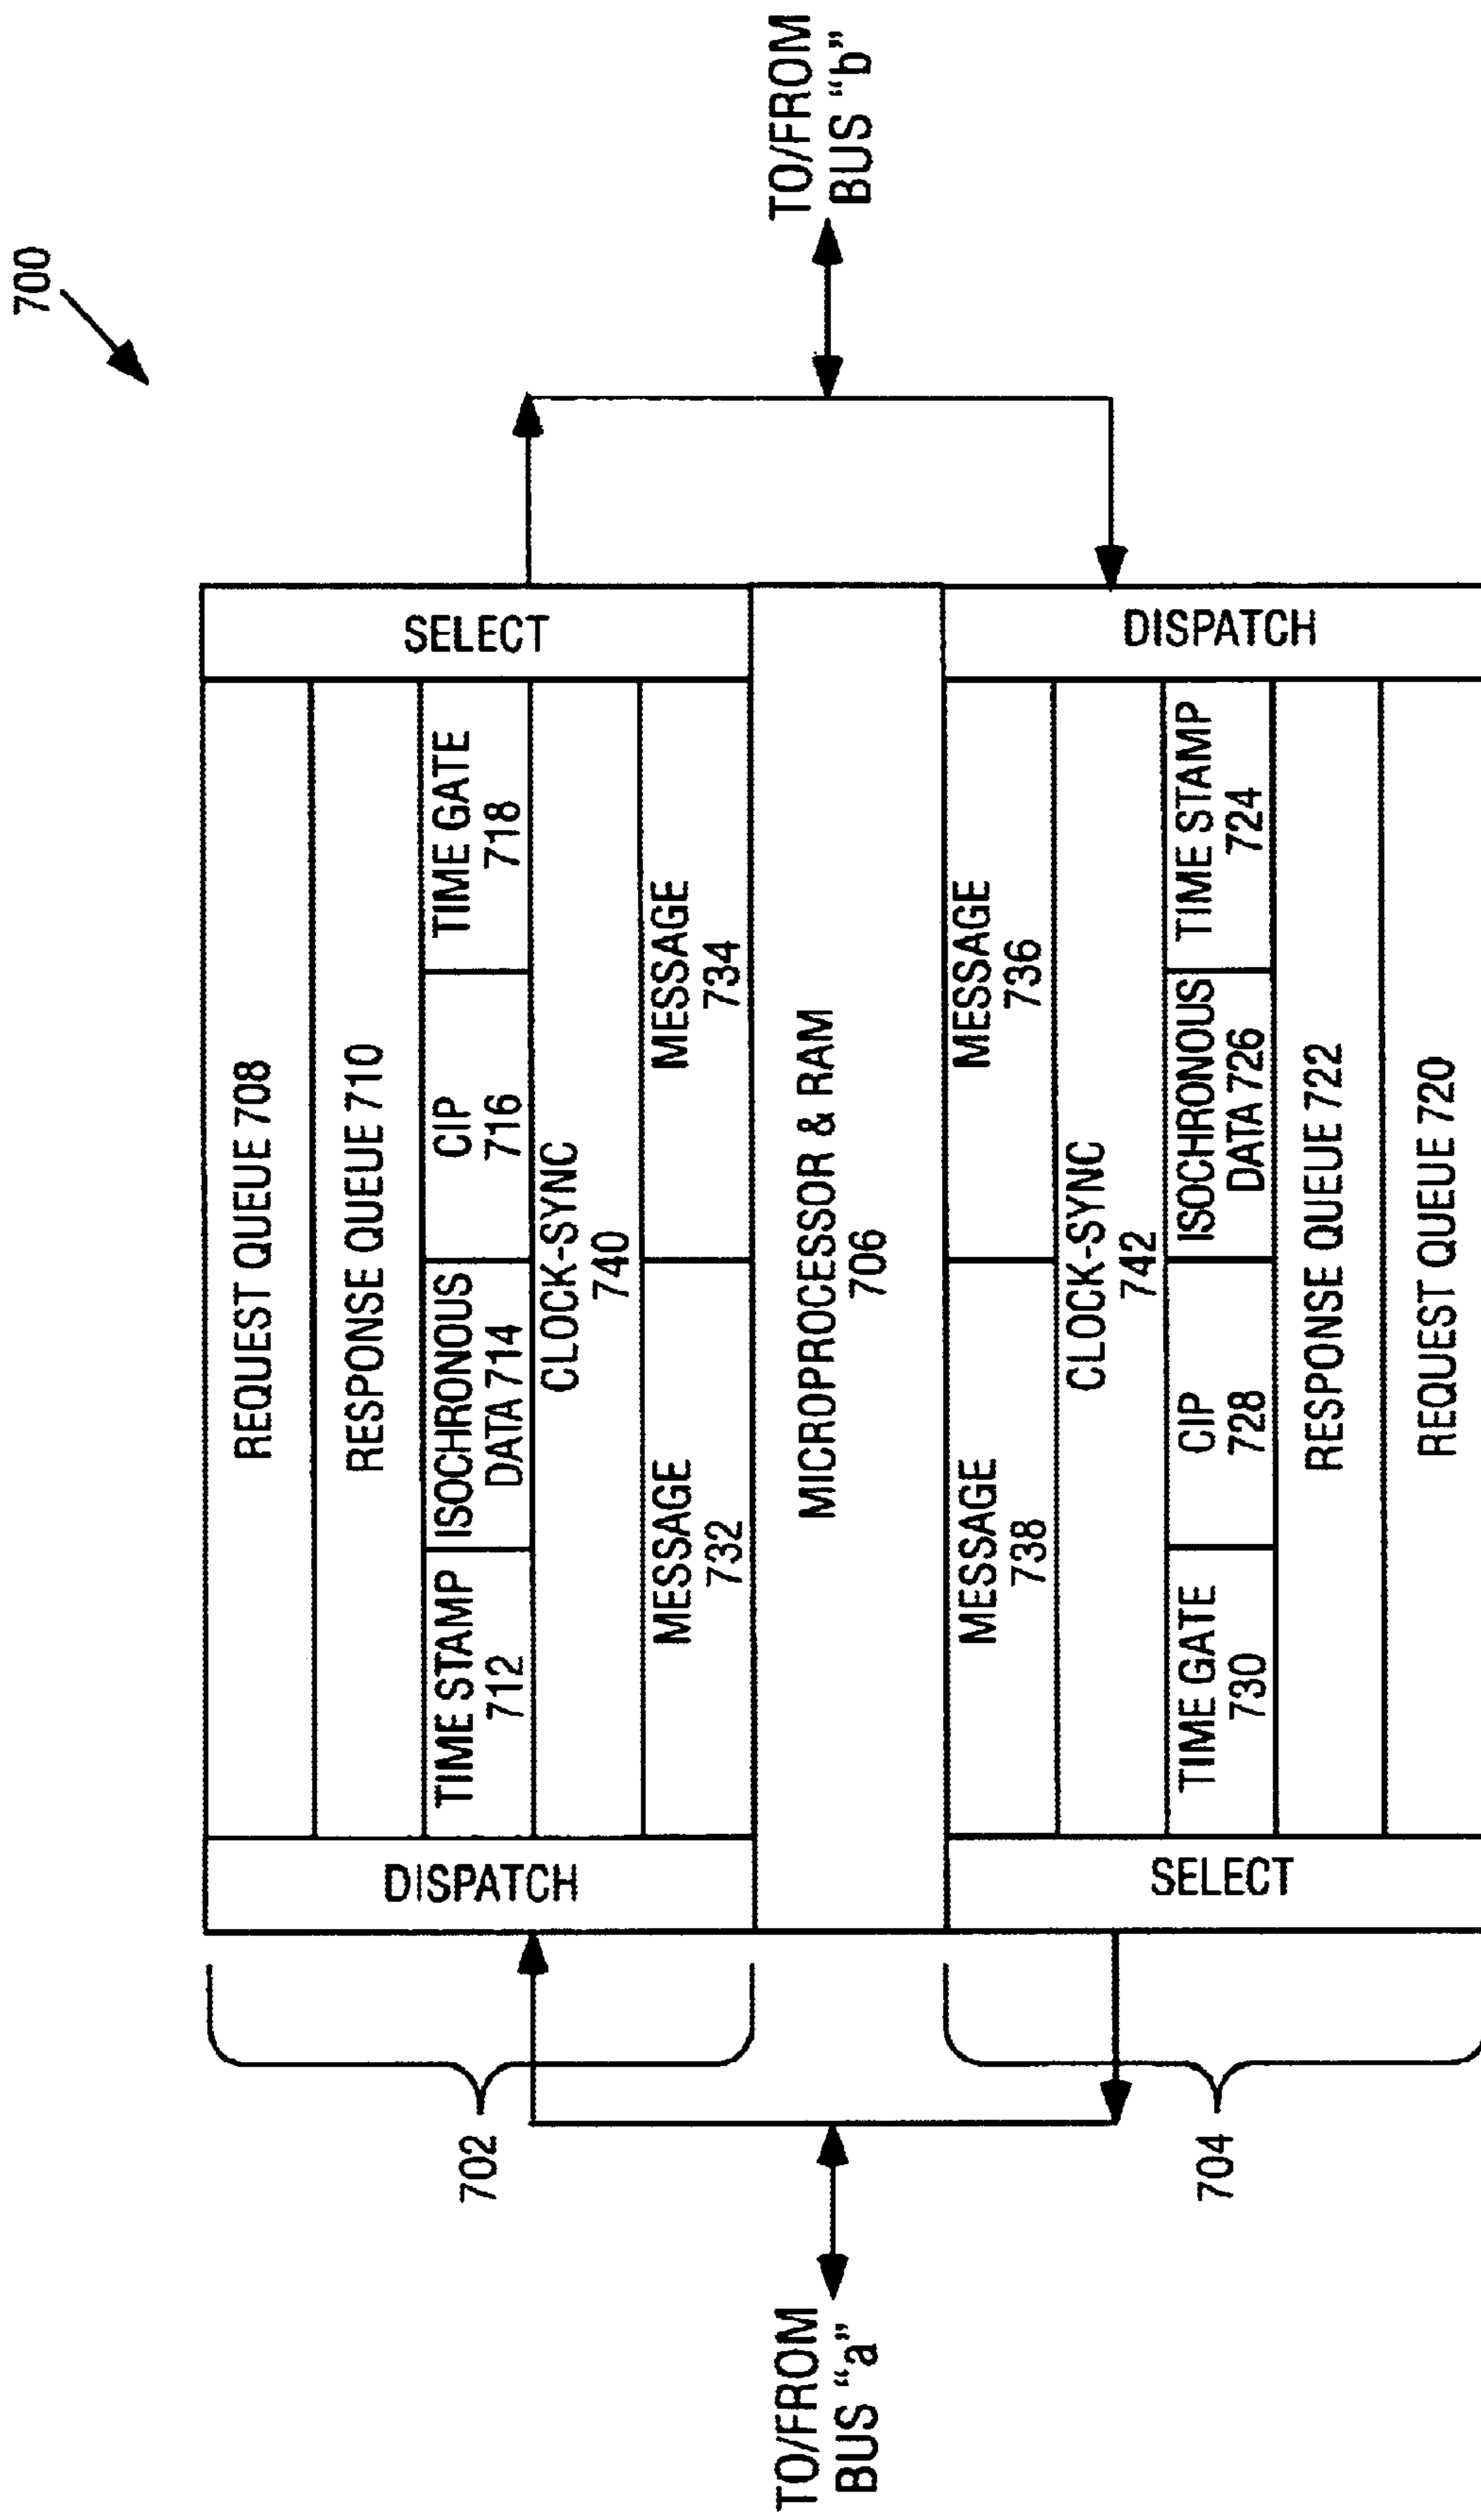 700
TO/FROM
BUS "a"
TO/FROM
BUS "b"
702
704
DISPATCH
SELECT
REQUEST QUEUE 708
RESPONSE QUEUE 710
TIME STAMP
712
ISOCHRONOUS
DATA 714
CIP
716
TIME GATE
718
CLOCK-SYNC
740
MESSAGE
732
MESSAGE
734
MICROPROCESSOR & RAM
706
MESSAGE
738
MESSAGE
736
CLOCK-SYNC
742
TIME GATE
730
CIP
728
ISOCHRONOUS
DATA 726
TIME STAMP
724
RESPONSE QUEUE 722
REQUEST QUEUE 720
SELECT
DISPATCH